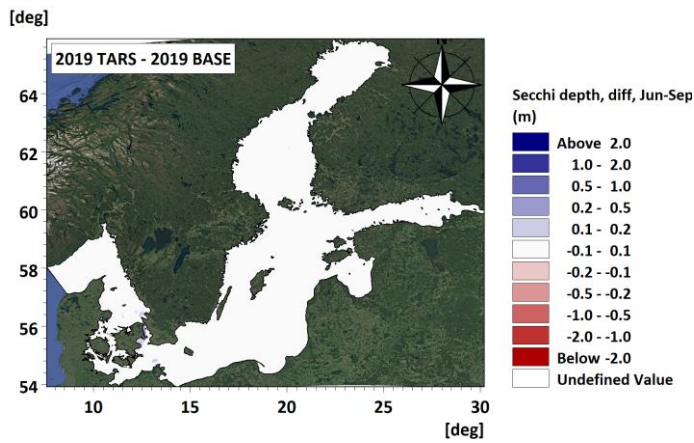 [deg]
2019 TARS - 2019 BASE
64
62
60
58
56
54
10 15 20 25 30
[deg]
Secchi depth, diff, Jun-Sep
(m)
Above 2.0
1.0 - 2.0
0.5 - 1.0
0.2 - 0.5
0.1 - 0.2
-0.1 - 0.1
-0.2 - -0.1
-0.5 - -0.2
-1.0 - -0.5
-2.0 - -1.0
Below -2.0
Undefined Value